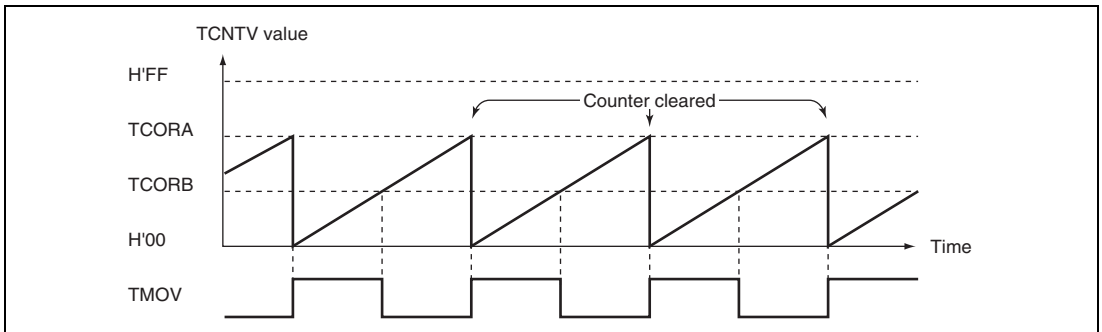 TCNTV value
H'FF
Counter cleared
TCORA
TCORB
H'00
Time
TMOV